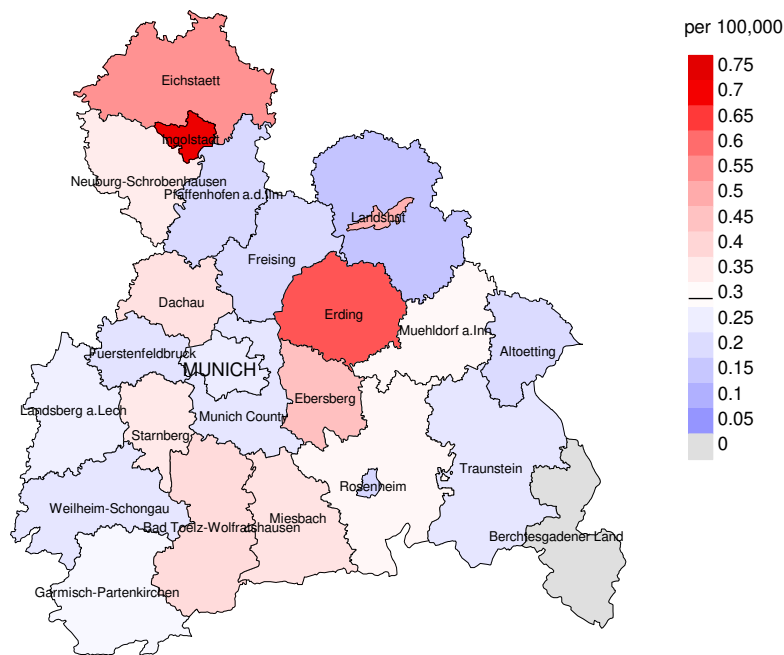 per 100,000
0.75
0.7
0.65
0.6
0.55
0.5
0.45
0.4
0.35
0.3
0.25
0.2
0.15
0.1
0.05
0
Eichstaett
Ingolstadt
Neuburg-Schrobenhausen
Pfaffenhofen a.d.Ilm
Landshut
Freising
Dachau
Erding
Muehldorf a.Inn
Altoetting
Fuerstenfeldbruck
MUNICH
Ebersberg
Landsberg a.Lech
Munich County
Starnberg
Traunstein
Rosenheim
Weilheim-Schongau
Miesbach
Bad Toelz-Wolfratshausen
Berchtesgadener Land
Garmisch-Partenkirchen